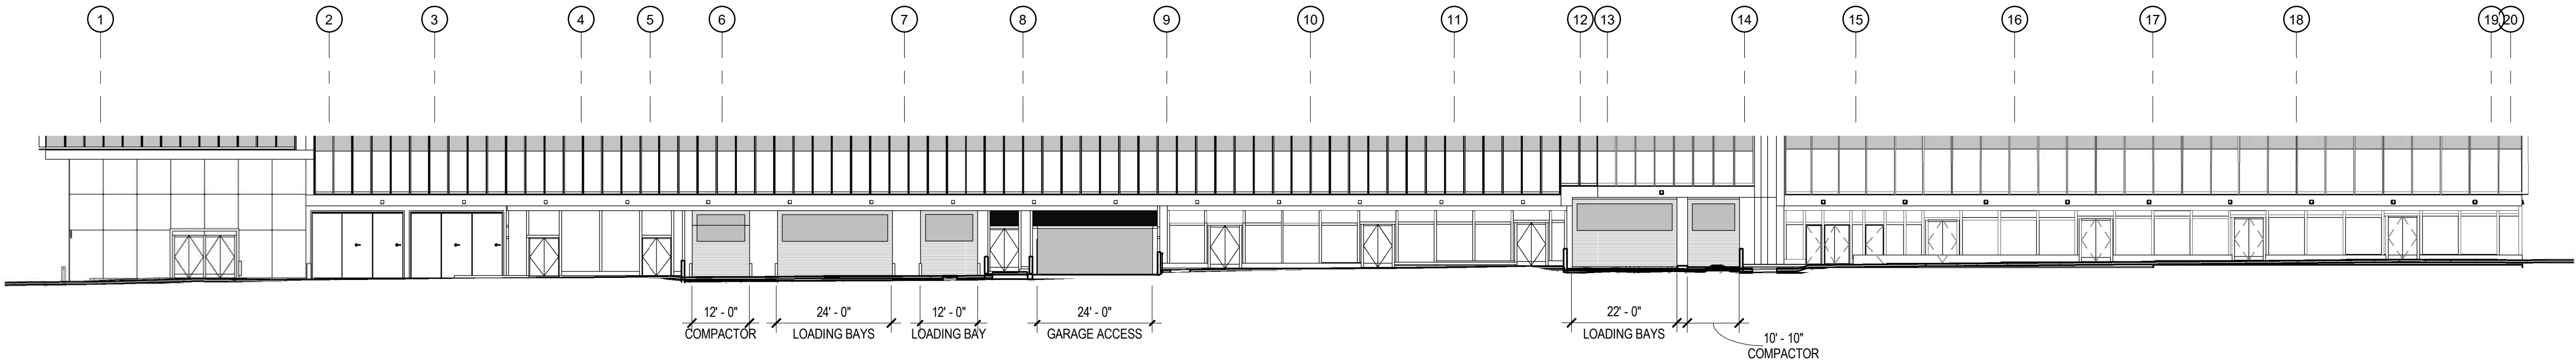 1 2 3 4 5 6 7 8 9 10 11 12 13 14 15 16 17 18 19 20
12' - 0" 24' - 0" 12' - 0" 24' - 0" 22' - 0"
COMPACTOR LOADING BAYS LOADING BAY GARAGE ACCESS LOADING BAYS
10' - 10"
COMPACTOR